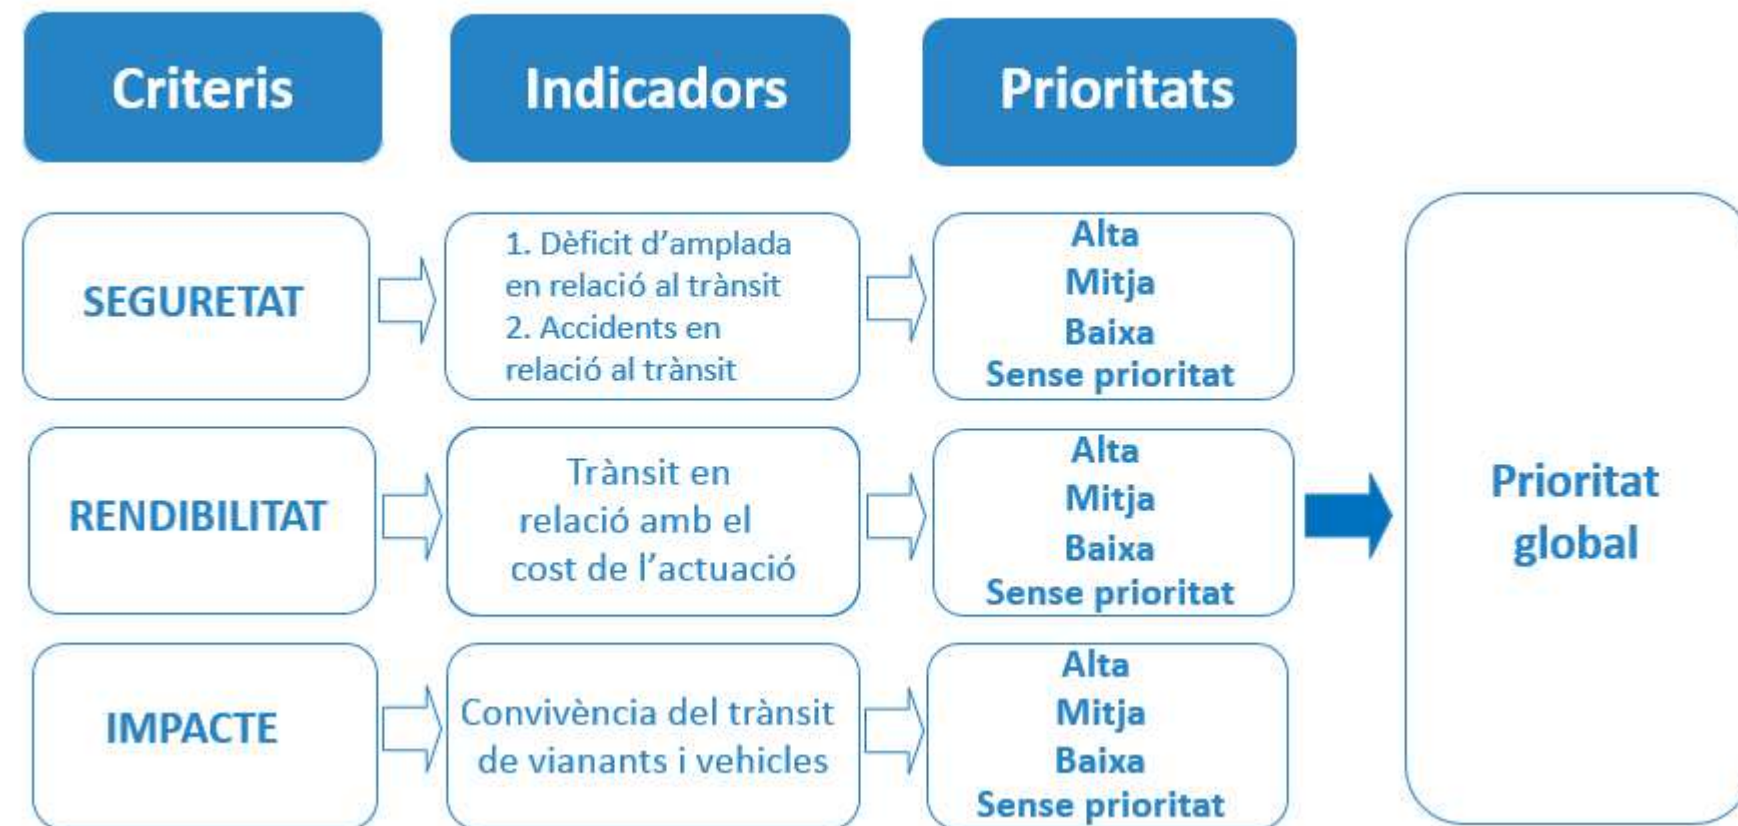 Criteris
Indicadors
Prioritats
SEGURETAT
1. Dèficit d’amplada
en relació al trànsit
2. Accidents en
relació al trànsit
Alta
Mitja
Baixa
Sense prioritat
RENDIBILITAT
Trànsit en
relació amb el
cost de l’actuació
Alta
Mitja
Baixa
Sense prioritat
IMPACTE
Convivència del trànsit
de vianants i vehicles
Alta
Mitja
Baixa
Sense prioritat
Prioritat
global